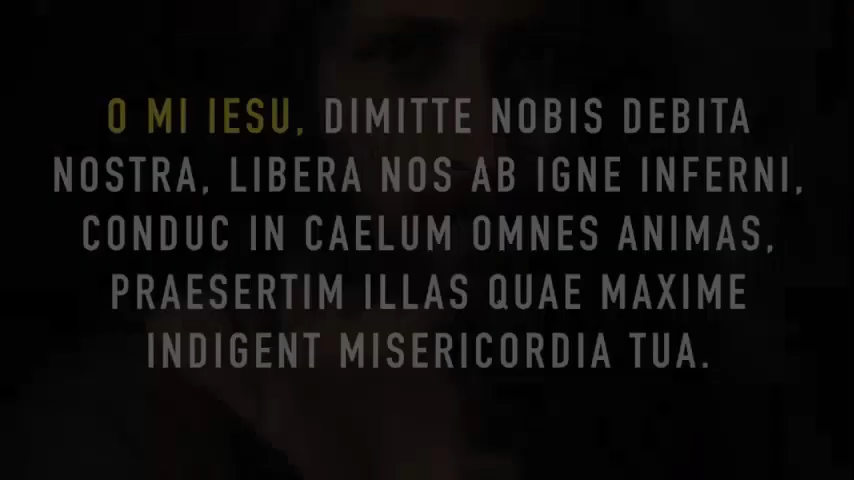 O MI IESU, DIMITTE NOBIS DEBITA
NOSTRA, LIBERA NOS AB IGNE INFERNI,
CONDUC IN CAELUM OMNES ANIMAS,
PRAESERTIM ILLAS QUAE MAXIME
INDIGENT MISERICORDIA TUA.